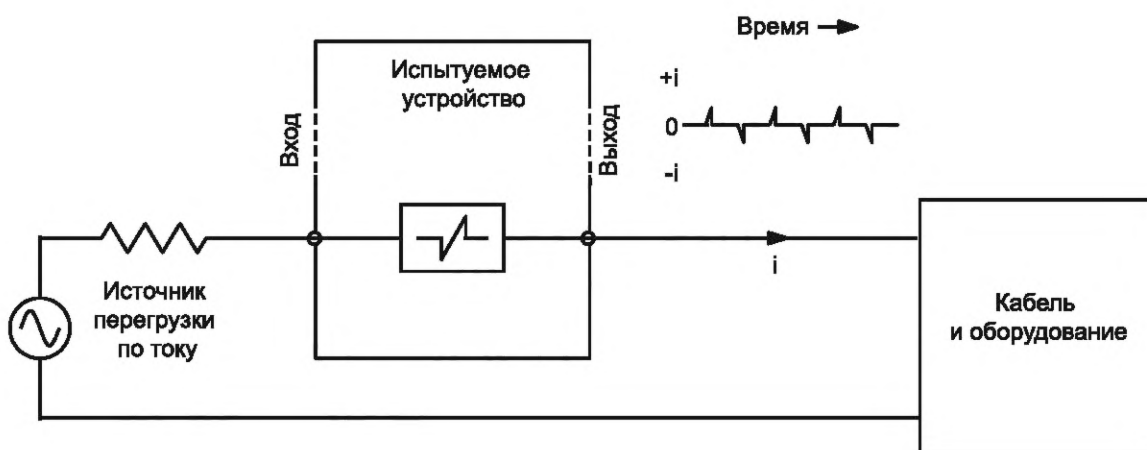 Время
Испытуемое
устройство
Вход
Выход
+i
0
-i
i
Источник
перегрузки
по току
Кабель
и оборудование